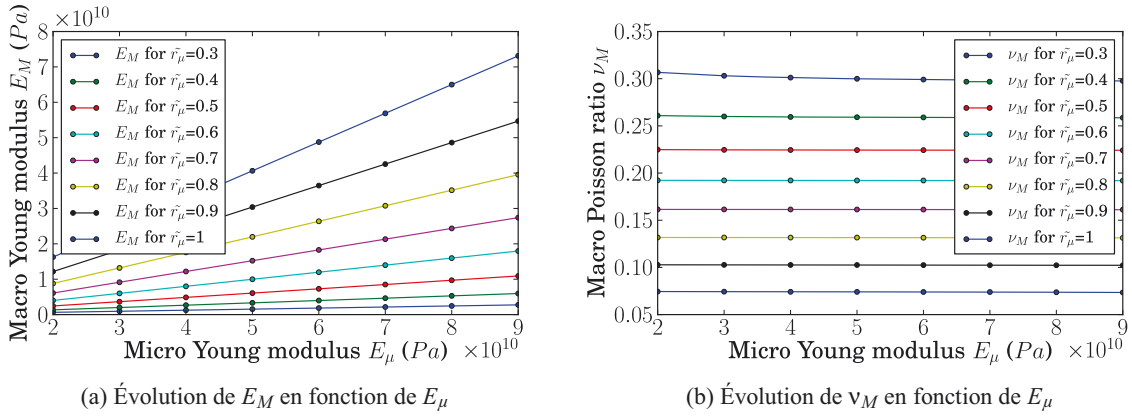 8 ×10¹⁰
7
6
5
4
3
2
1
0
Macro Young modulus E_M (Pa)
E_M for r̃_μ=0.3
E_M for r̃_μ=0.4
E_M for r̃_μ=0.5
E_M for r̃_μ=0.6
E_M for r̃_μ=0.7
E_M for r̃_μ=0.8
E_M for r̃_μ=0.9
E_M for r̃_μ=1
2 3 4 5 6 7 8 9
Micro Young modulus E_μ (Pa) ×10¹⁰
(a) Évolution de E_M en fonction de E_μ
0.35
0.30
0.25
0.20
0.15
0.10
0.05
Macro Poisson ratio ν_M
ν_M for r̃_μ=0.3
ν_M for r̃_μ=0.4
ν_M for r̃_μ=0.5
ν_M for r̃_μ=0.6
ν_M for r̃_μ=0.7
ν_M for r̃_μ=0.8
ν_M for r̃_μ=0.9
ν_M for r̃_μ=1
2 3 4 5 6 7 8 9
Micro Young modulus E_μ (Pa) ×10¹⁰
(b) Évolution de ν_M en fonction de E_μ